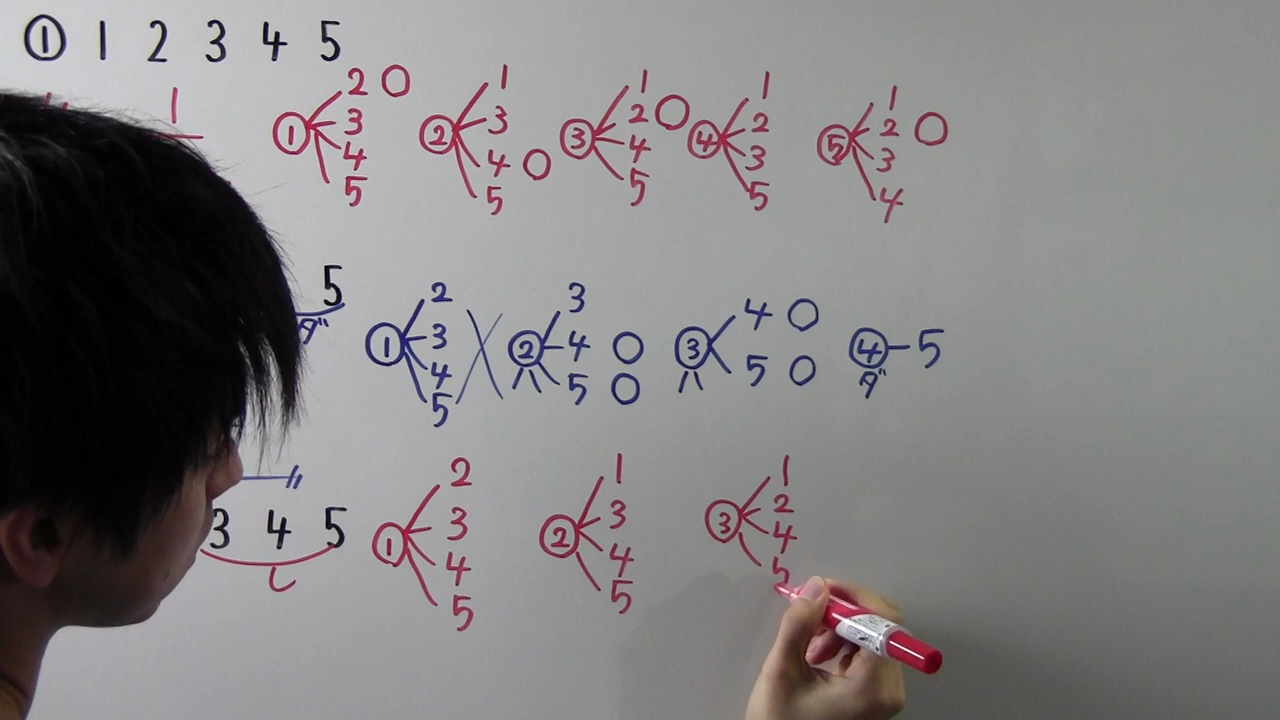 ① 1 2 3 4 5
1
① 2 ○ 3 4 5
② 1 3 4 ○ 5
③ 1 2 ○ 4 5
④ 1 2 3 5
⑤ 1 2 ○ 3 4
5
① 2 3 4 5
② 3 4 ○ 5 ○
③ 4 ○ 5 ○
④ 5
3 4 5
① 2 3 4 5
② 1 3 4 5
③ 1 2 4 5